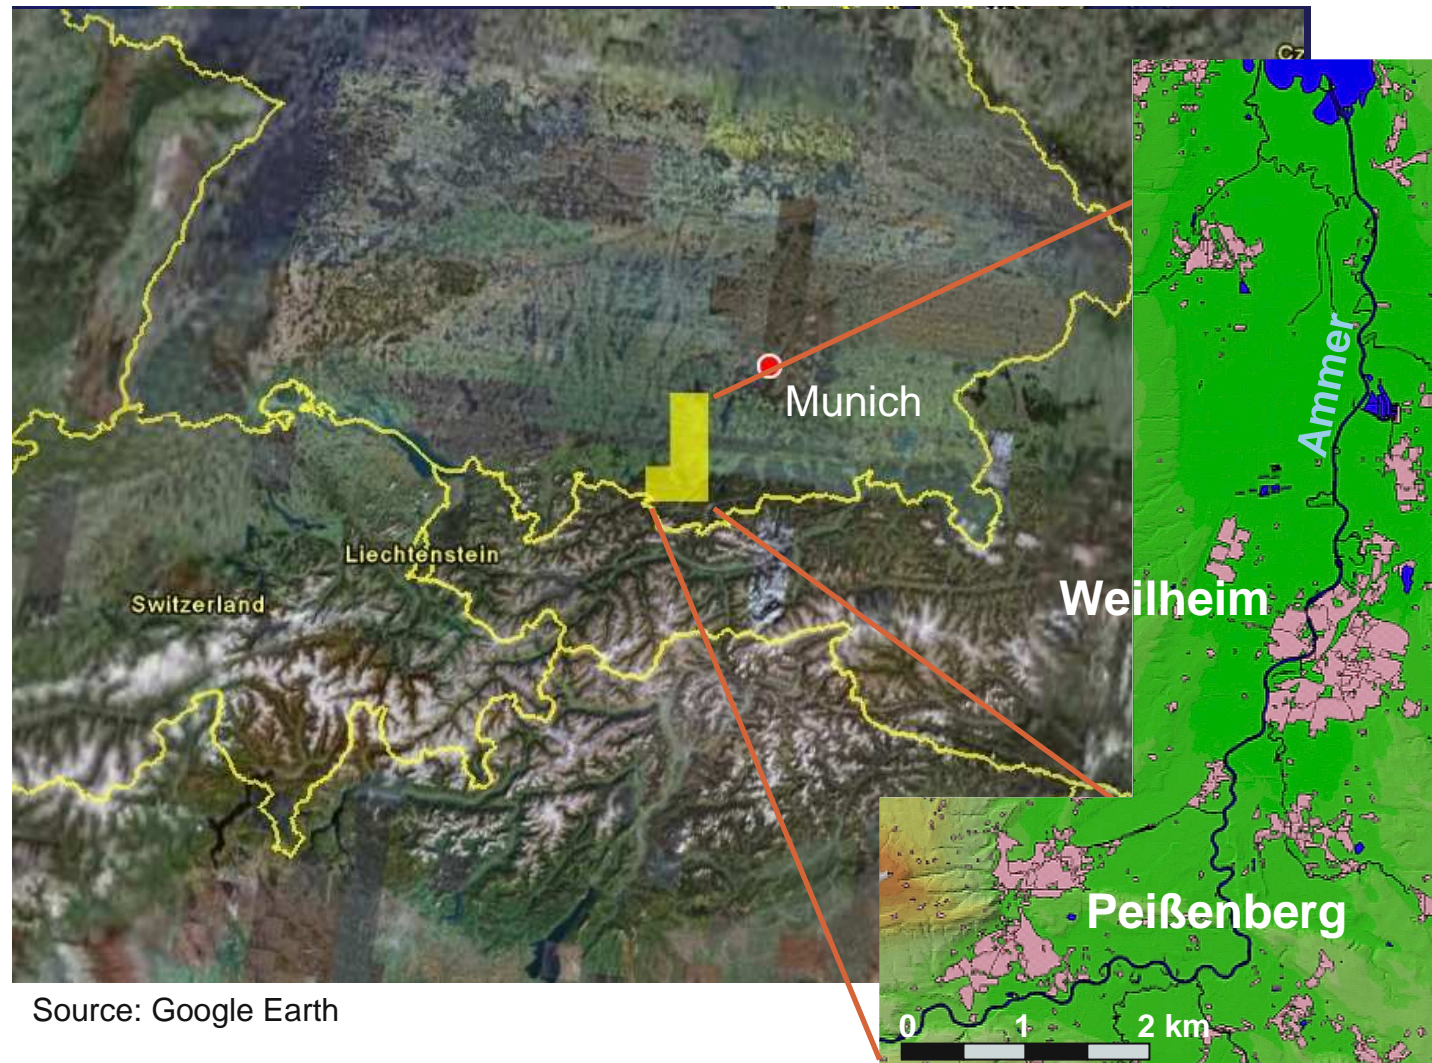 Cz
Munich
Ammer
Liechtenstein
Switzerland
Weilheim
Peißenberg
0 1 2 km
Source: Google Earth